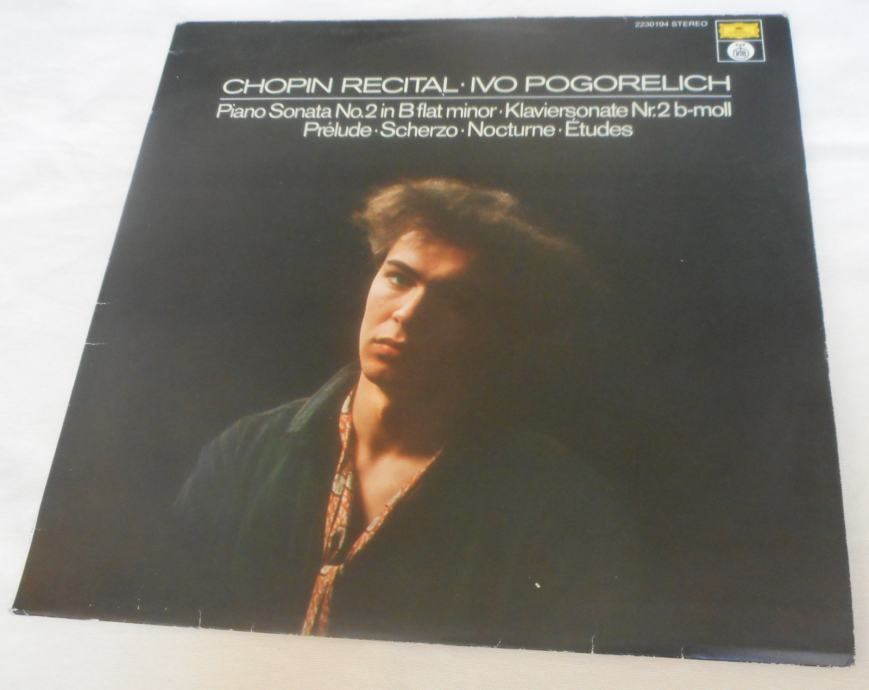 2230194 STEREO
CHOPIN RECITAL · IVO POGORELICH
Piano Sonata No.2 in B flat minor · Klaviersonate Nr.2 b-moll
Prélude · Scherzo · Nocturne · Études